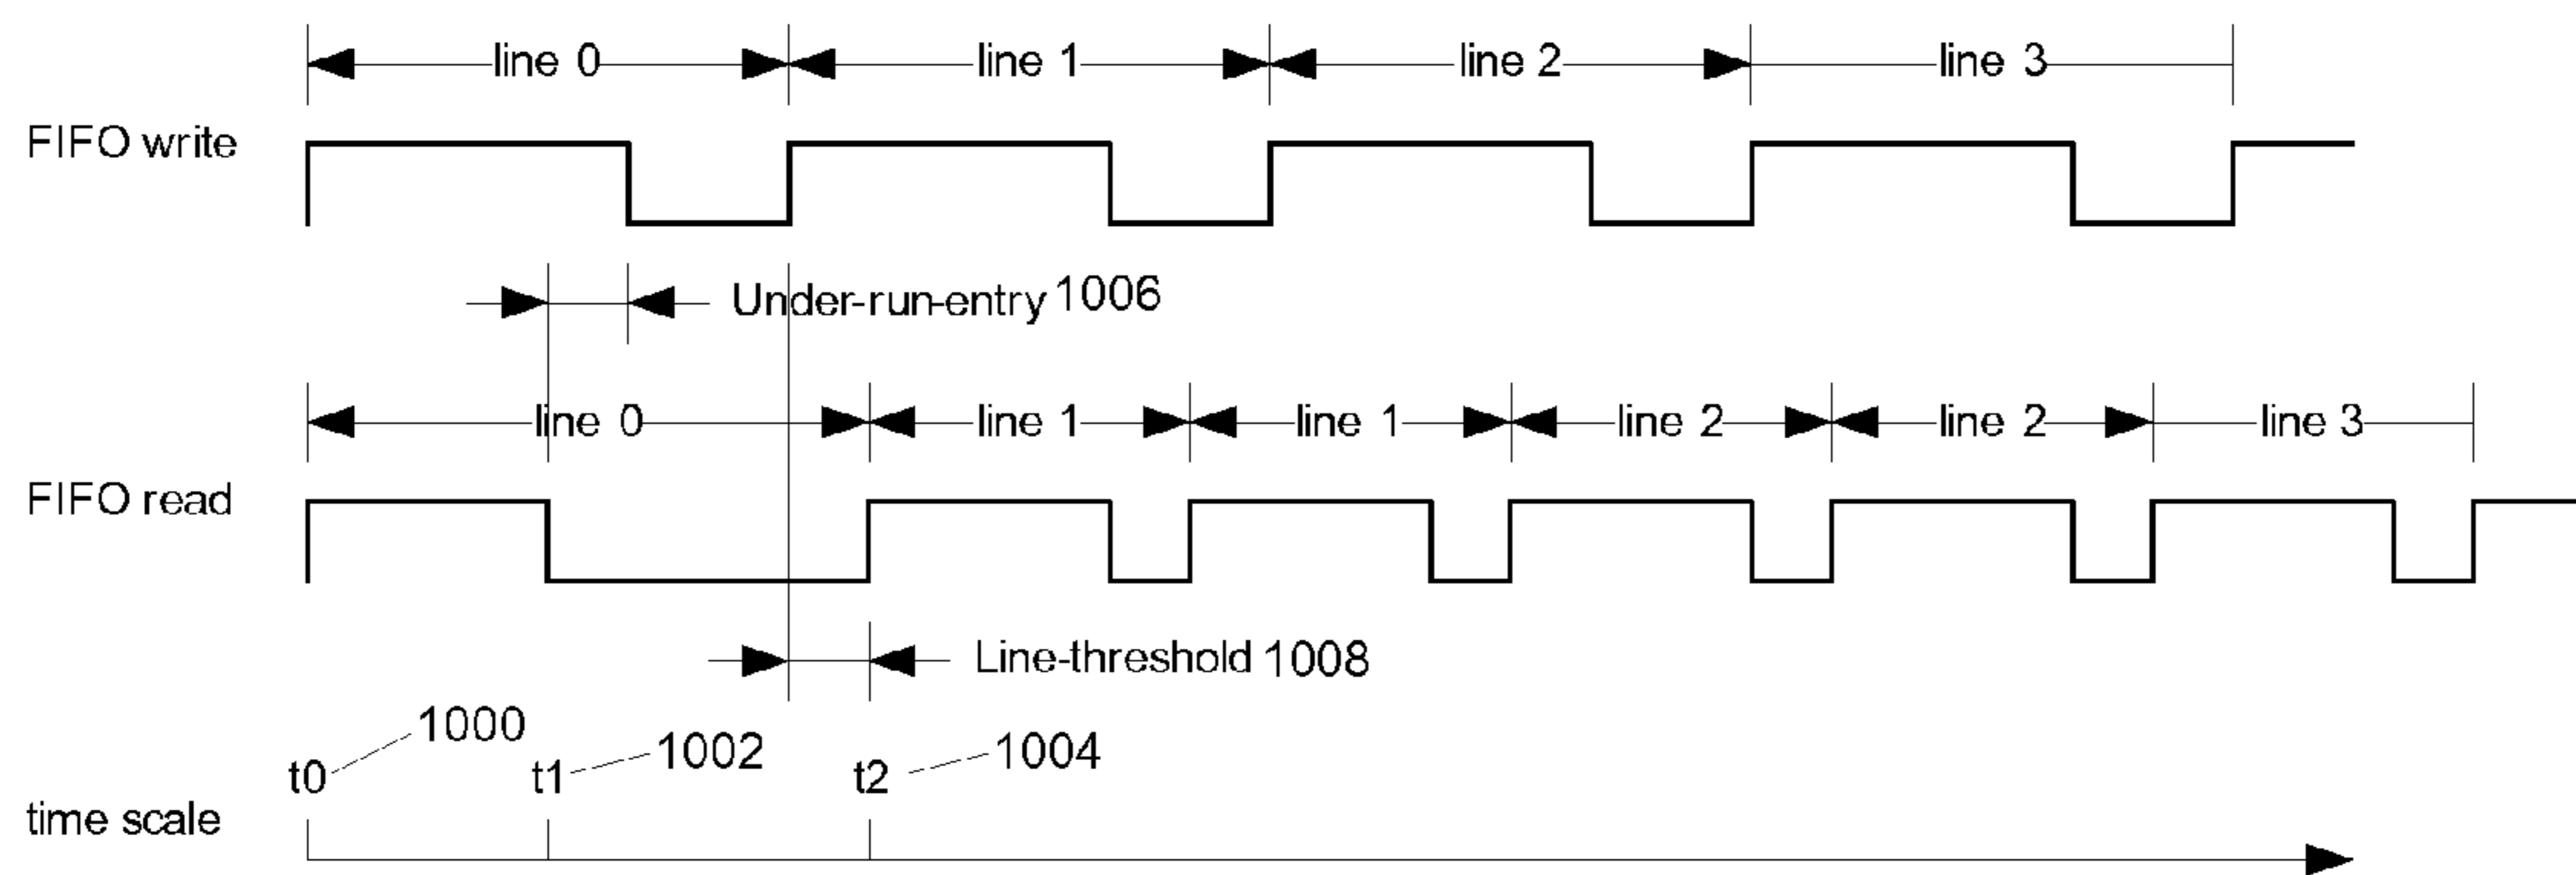 line 0 line 1 line 2 line 3
FIFO write
Under-run-entry 1006
line 0 line 1 line 1 line 2 line 2 line 3
FIFO read
Line-threshold 1008
1000 1002 1004
t0 t1 t2
time scale